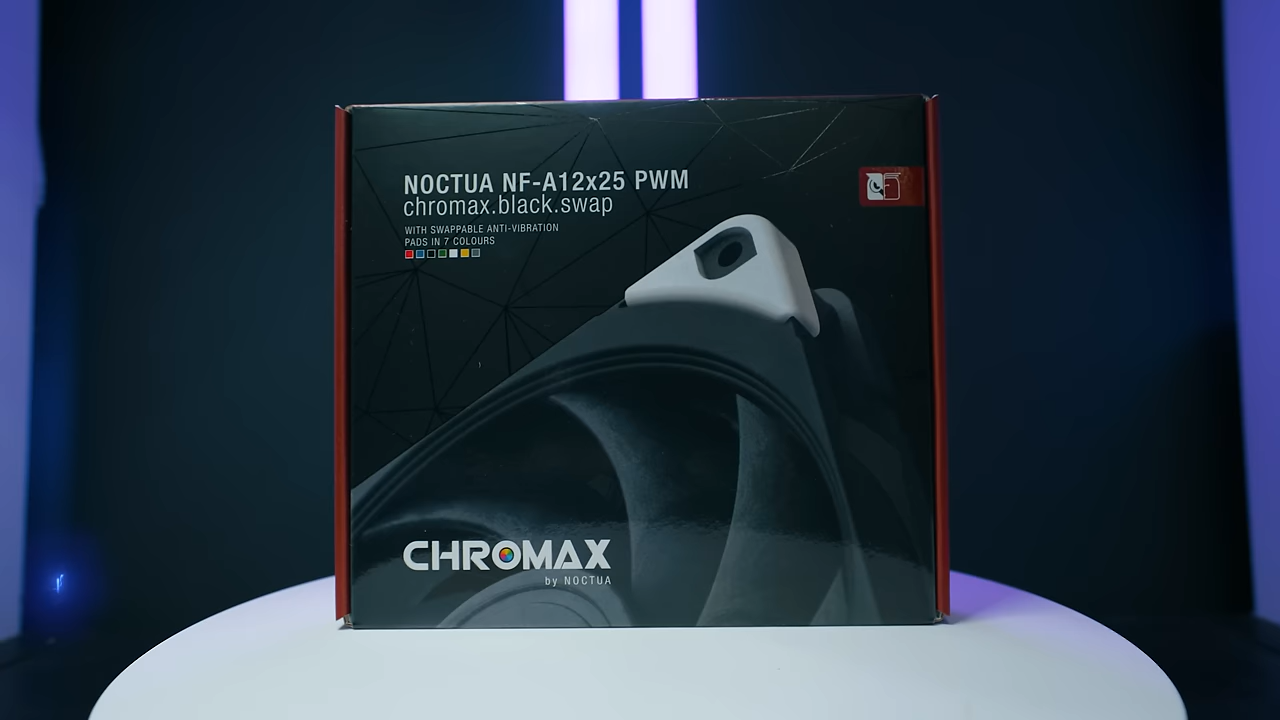 NOCTUA NF-A12x25 PWM
chromax.black.swap
WITH SWAPPABLE ANTI-VIBRATION
PADS IN 7 COLOURS
CHROMAX
by NOCTUA